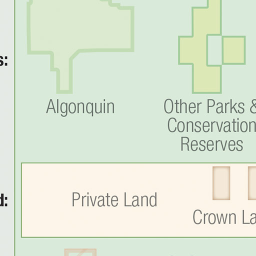 s:
Algonquin
Other Parks &
Conservation
Reserves
d:
Private Land
Crown La